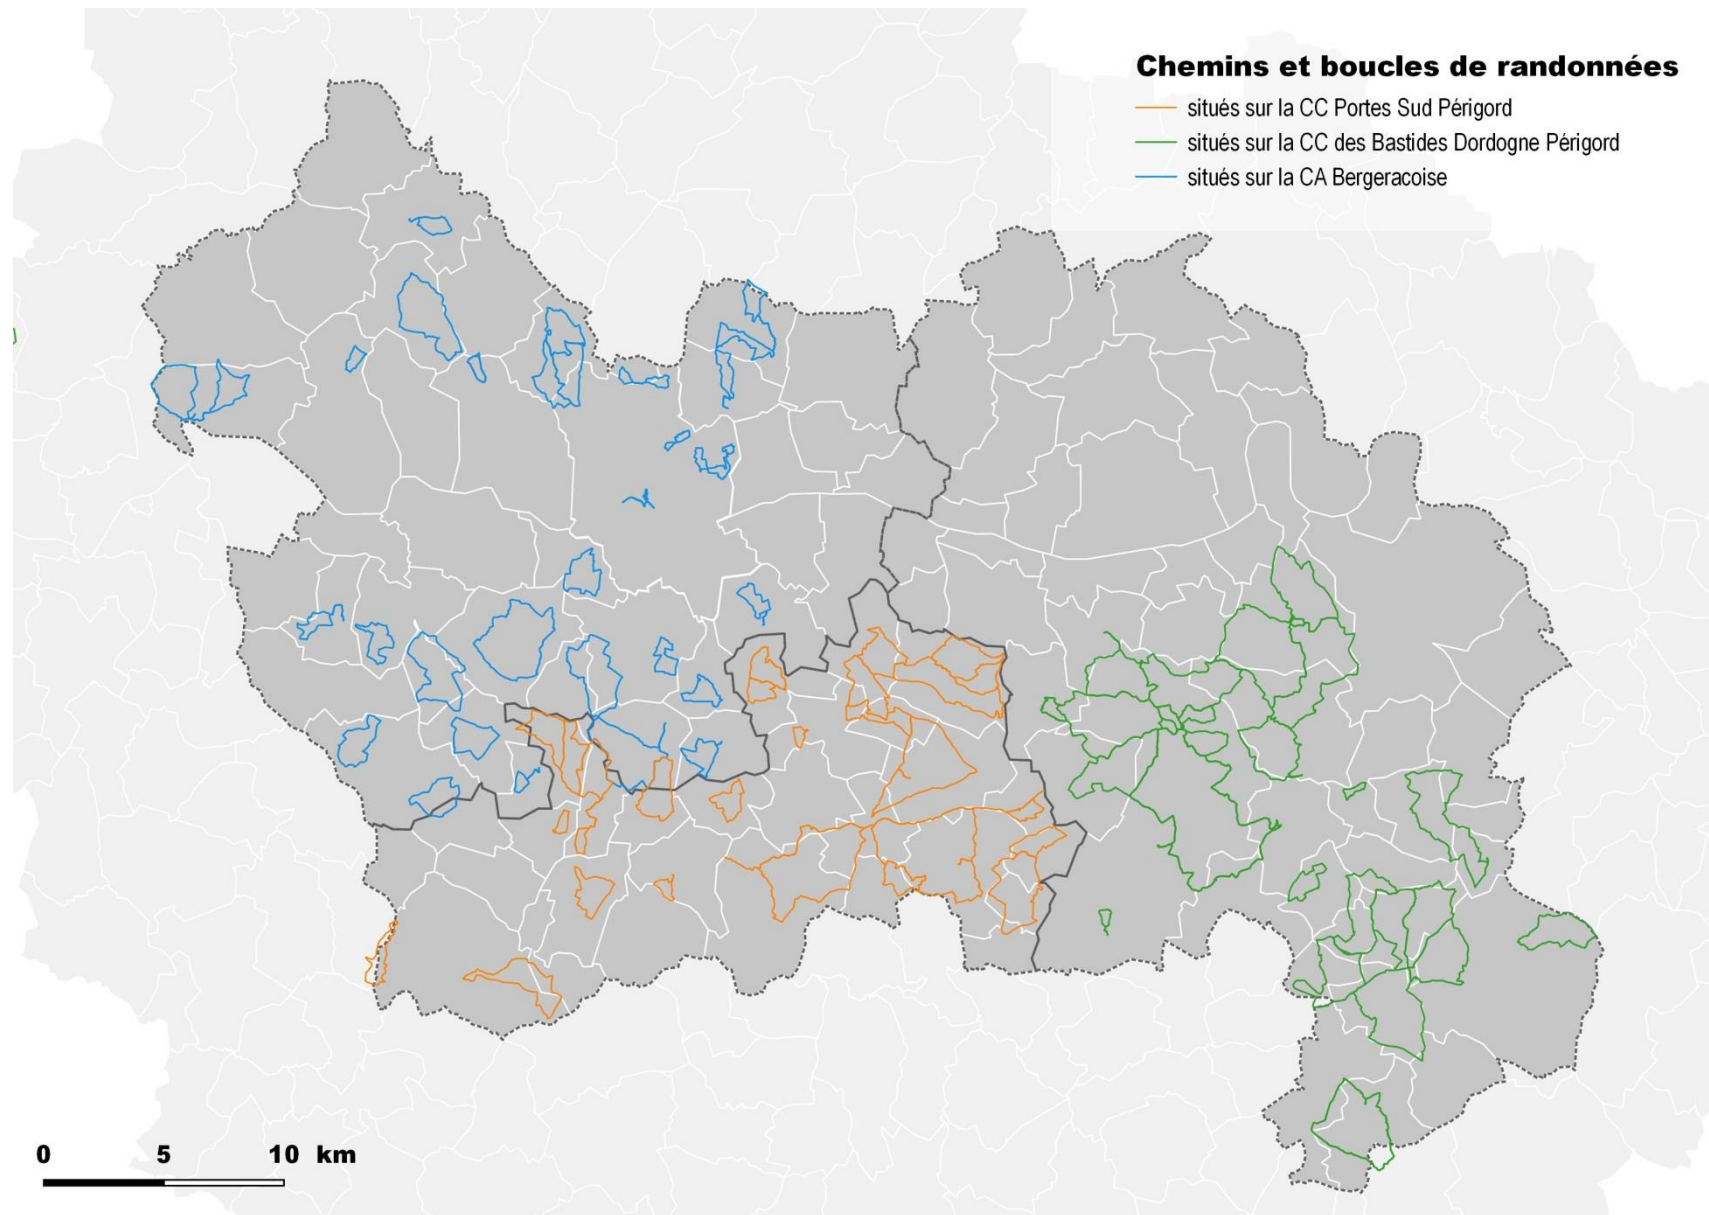 Chemins et boucles de randonnées
situés sur la CC Portes Sud Périgord
situés sur la CC des Bastides Dordogne Périgord
situés sur la CA Bergeracoise
0 5 10 km